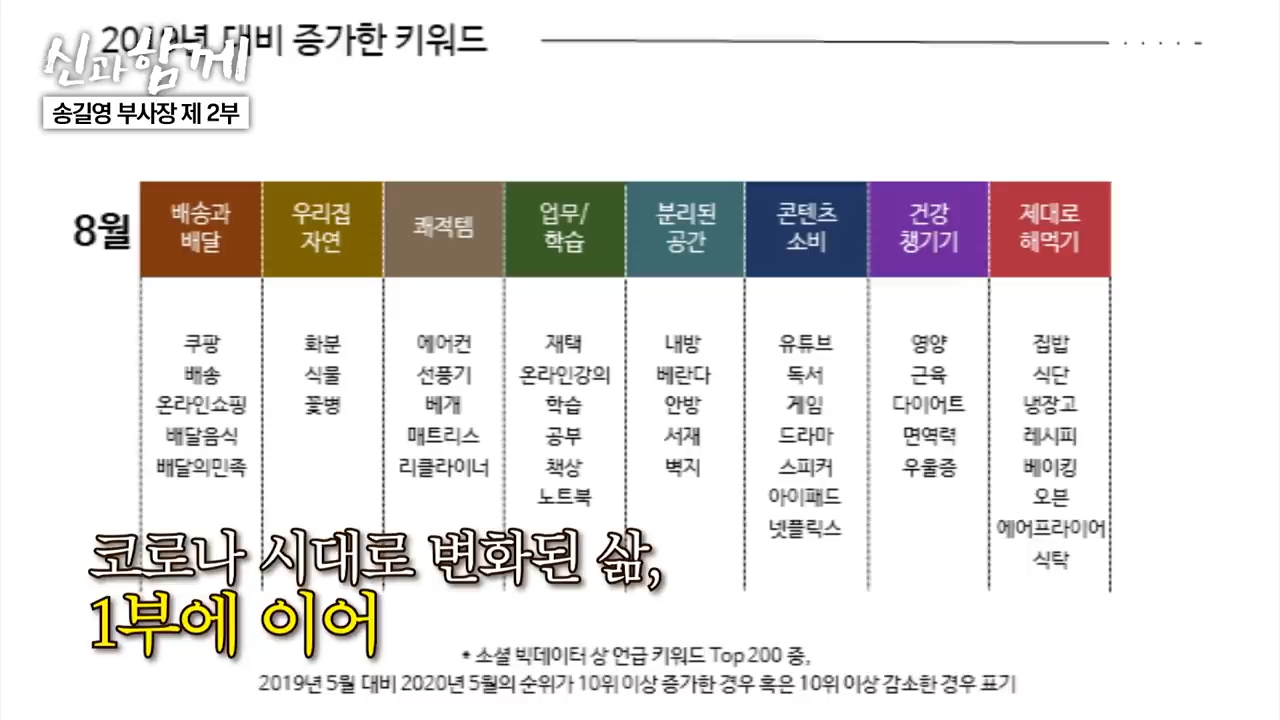 2019년 대비 증가한 키워드
신과함께
송길영 부사장 제 2부
8월
배송과 배달
우리집 자연
쾌적템
업무/ 학습
분리된 공간
콘텐츠 소비
건강 챙기기
제대로 해먹기
쿠팡 화분 에어컨 재택 내방 유튜브 영양 집밥
배송 식물 선풍기 온라인강의 베란다 독서 근육 식단
온라인쇼핑 꽃병 베개 학습 안방 게임 다이어트 냉장고
배달음식 매트리스 공부 서재 드라마 면역력 레시피
배달의민족 리클라이너 책상 벽지 스피커 우울증 베이킹
노트북 아이패드 오븐
넷플릭스 에어프라이어
식탁
코로나 시대로 변화된 삶,
1부에 이어
* 소셜 빅데이터 상 언급 키워드 Top 200 중,
2019년 5월 대비 2020년 5월의 순위가 10위 이상 증가한 경우 혹은 10위 이상 감소한 경우 표기